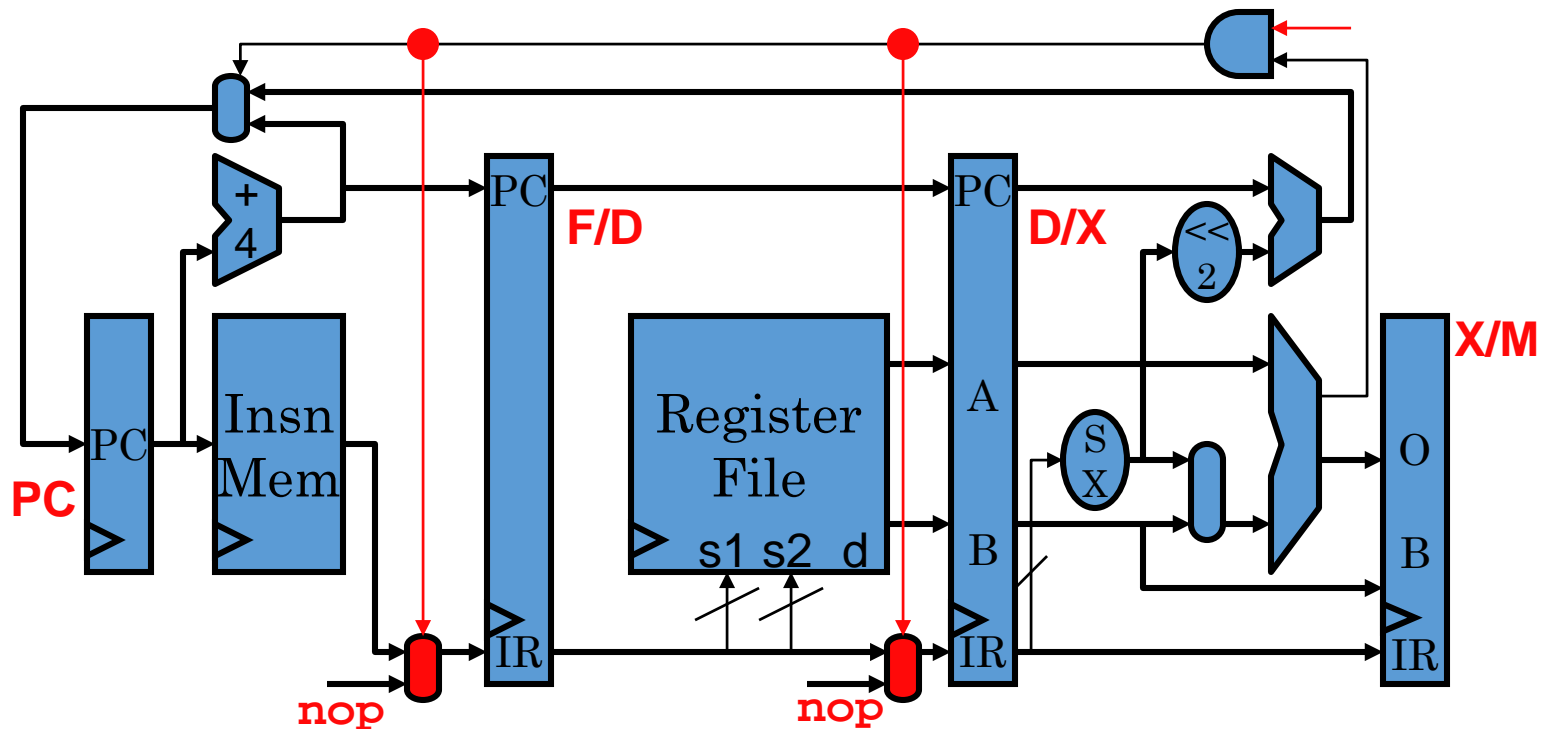 +
4
PC
Insn
Mem
PC
nop
PC
IR
F/D
Register
File
s1 s2 d
nop
PC
A
B
IR
D/X
<<
2
S
X
O
B
IR
X/M